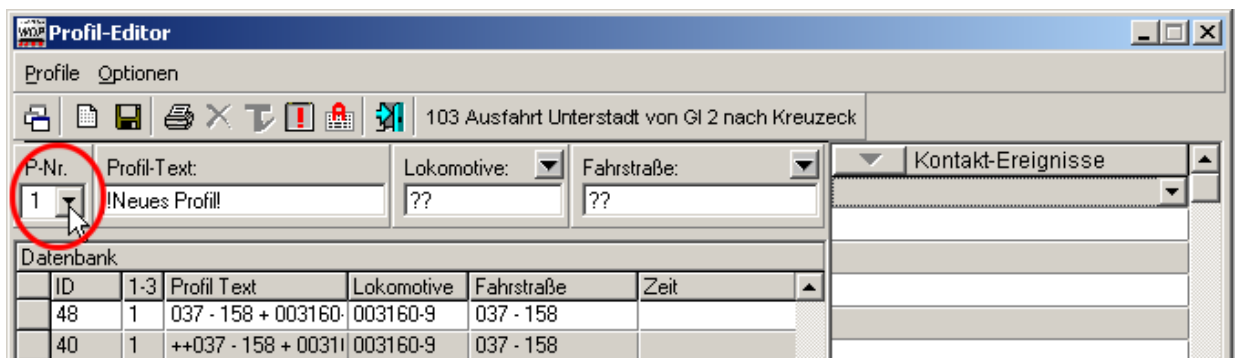 WDP Profil-Editor
Profile Optionen
103 Ausfahrt Unterstadt von Gl 2 nach Kreuzeck
P-Nr. Profil-Text: Lokomotive: Fahrstraße: Kontakt-Ereignisse
1 !Neues Profil! ?? ??
Datenbank
ID 1-3 Profil Text Lokomotive Fahrstraße Zeit
48 1 037 - 158 + 003160- 003160-9 037 - 158
40 1 ++037 - 158 + 0031 003160-9 037 - 158